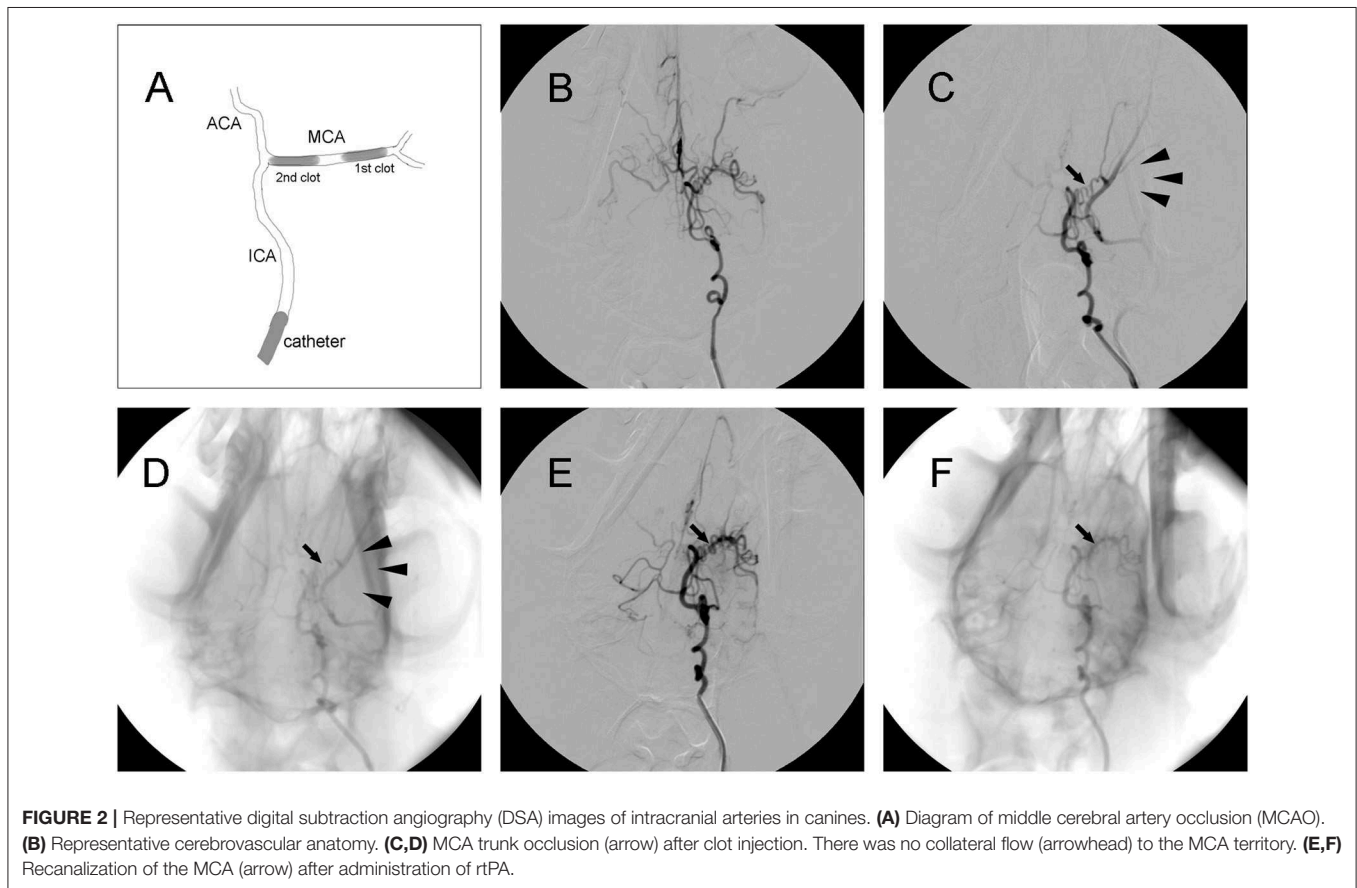 A
ACA
MCA
2nd clot
1st clot
ICA
catheter
B
C
D
E
F
FIGURE 2 | Representative digital subtraction angiography (DSA) images of intracranial arteries in canines. (A) Diagram of middle cerebral artery occlusion (MCAO).
(B) Representative cerebrovascular anatomy. (C,D) MCA trunk occlusion (arrow) after clot injection. There was no collateral flow (arrowhead) to the MCA territory. (E,F)
Recanalization of the MCA (arrow) after administration of rtPA.